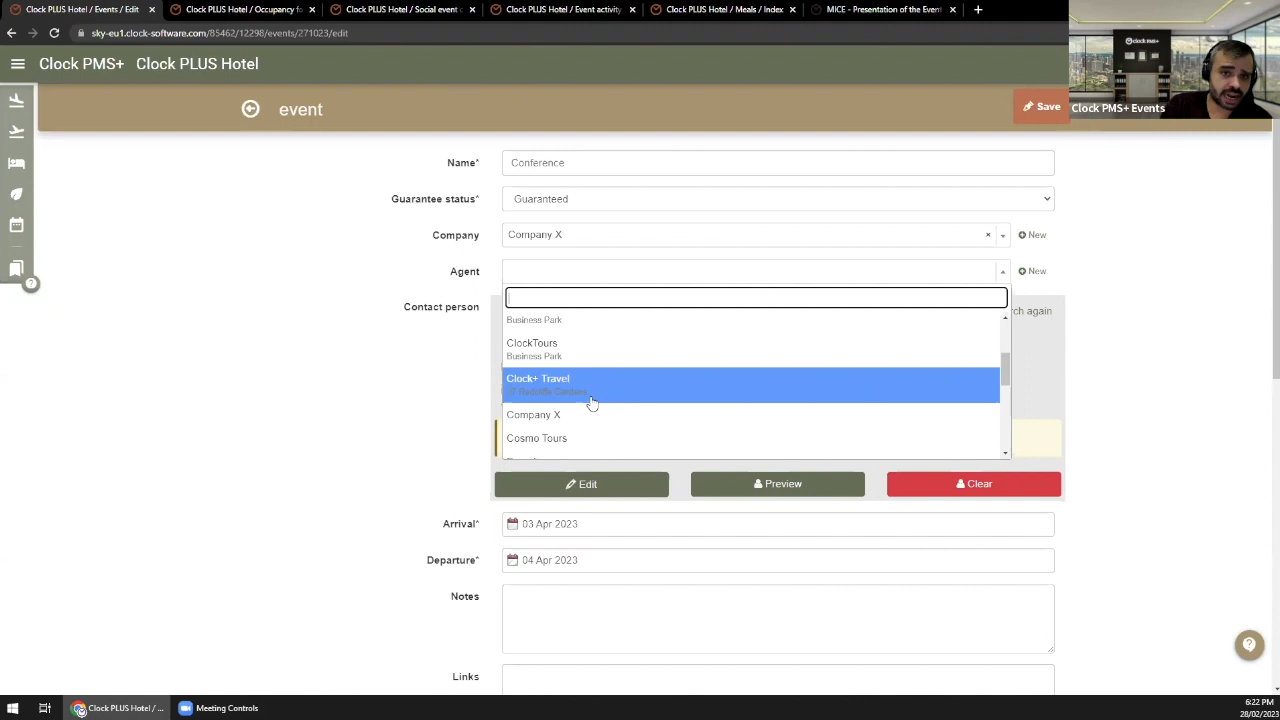 Clock PLUS Hotel / Events / Edit
Clock PLUS Hotel / Occupancy fo
Clock PLUS Hotel / Social event c
Clock PLUS Hotel / Event activity
Clock PLUS Hotel / Meals / Index
MICE - Presentation of the Event
sky-eu1.clock-software.com/85462/12298/events/271023/edit
Clock PMS+ Clock PLUS Hotel
clock PMS+
Clock PMS+ Events
event
Save
Name*
Conference
Guarantee status*
Guaranteed
Company
Company X
New
Agent
New
Contact person
rch again
Business Park
ClockTours
Business Park
Clock+ Travel
Company X
Cosmo Tours
Edit
Preview
Clear
Arrival*
03 Apr 2023
Departure*
04 Apr 2023
Notes
Links
Clock PLUS Hotel / ...
Meeting Controls
6:22 PM
28/02/2023